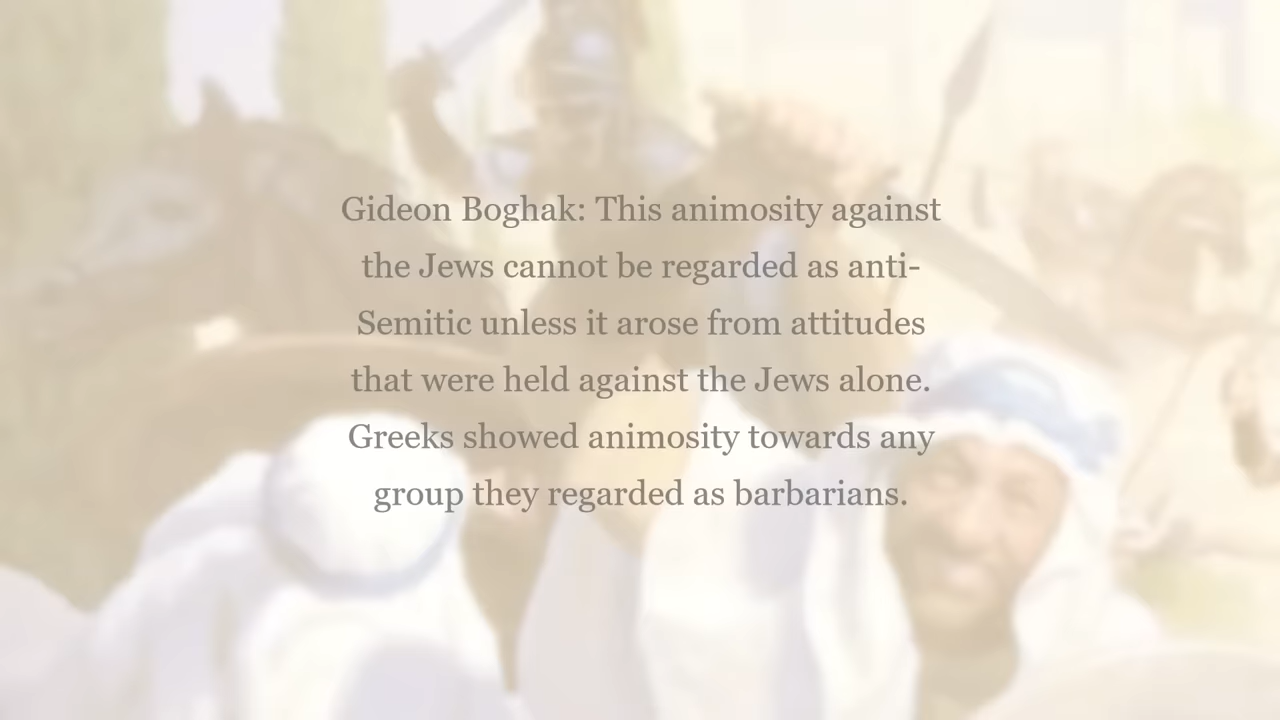 Gideon Boghak: This animosity against
the Jews cannot be regarded as anti-
Semitic unless it arose from attitudes
that were held against the Jews alone.
Greeks showed animosity towards any
group they regarded as barbarians.